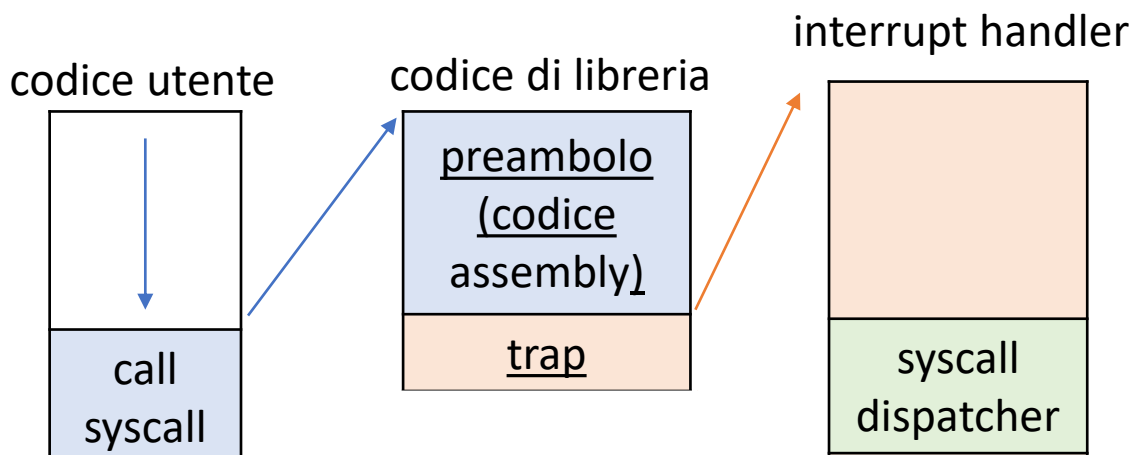 codice utente
call
syscall
codice di libreria
preambolo
(codice
assembly)
trap
interrupt handler
syscall
dispatcher